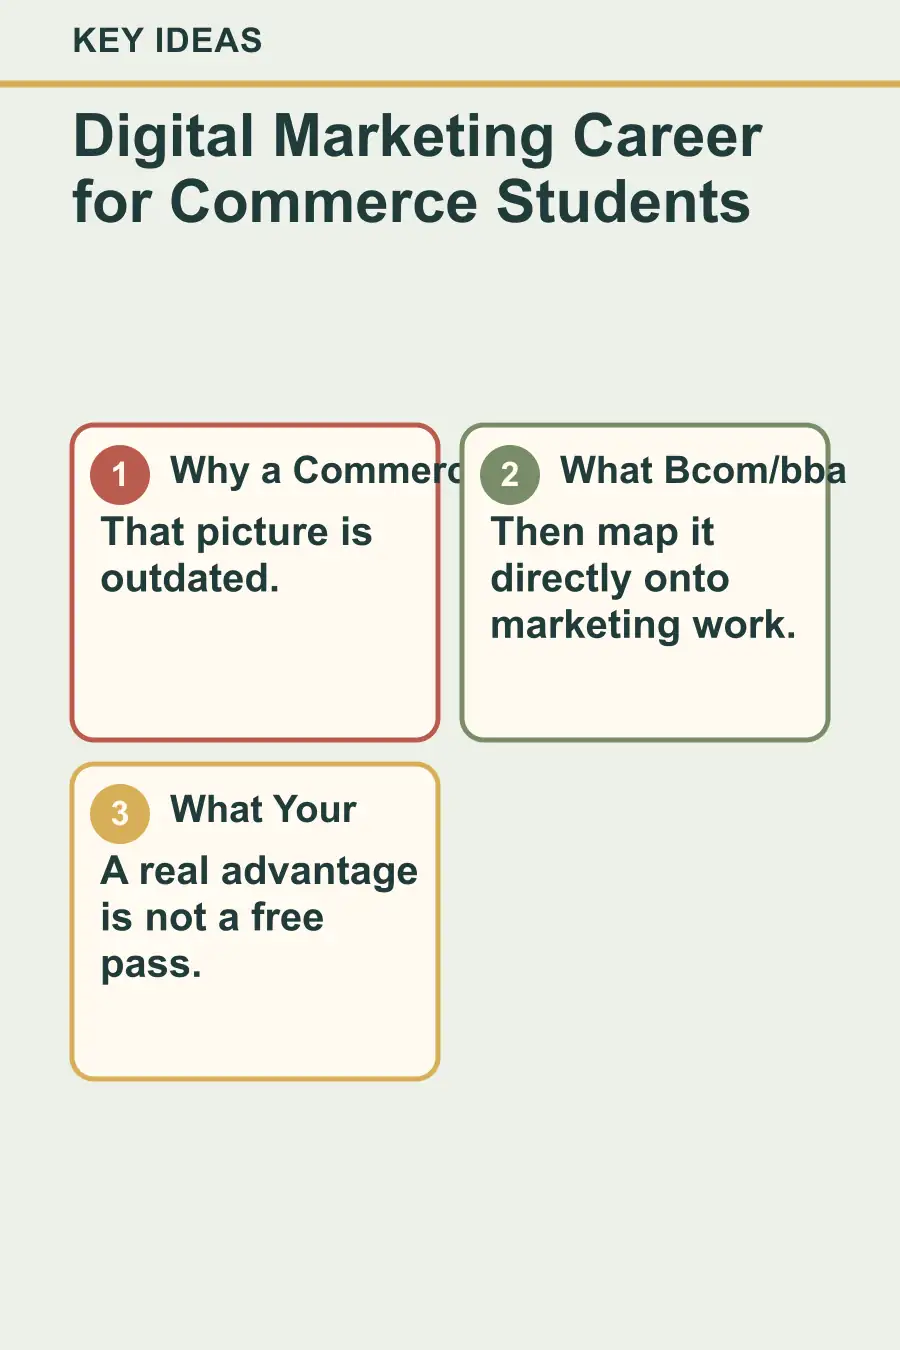 KEY IDEAS
Digital Marketing Career
for Commerce Students
1 Why a Commerc
That picture is
outdated.
2 What Bcom/bba
Then map it
directly onto
marketing work.
3 What Your
A real advantage
is not a free
pass.